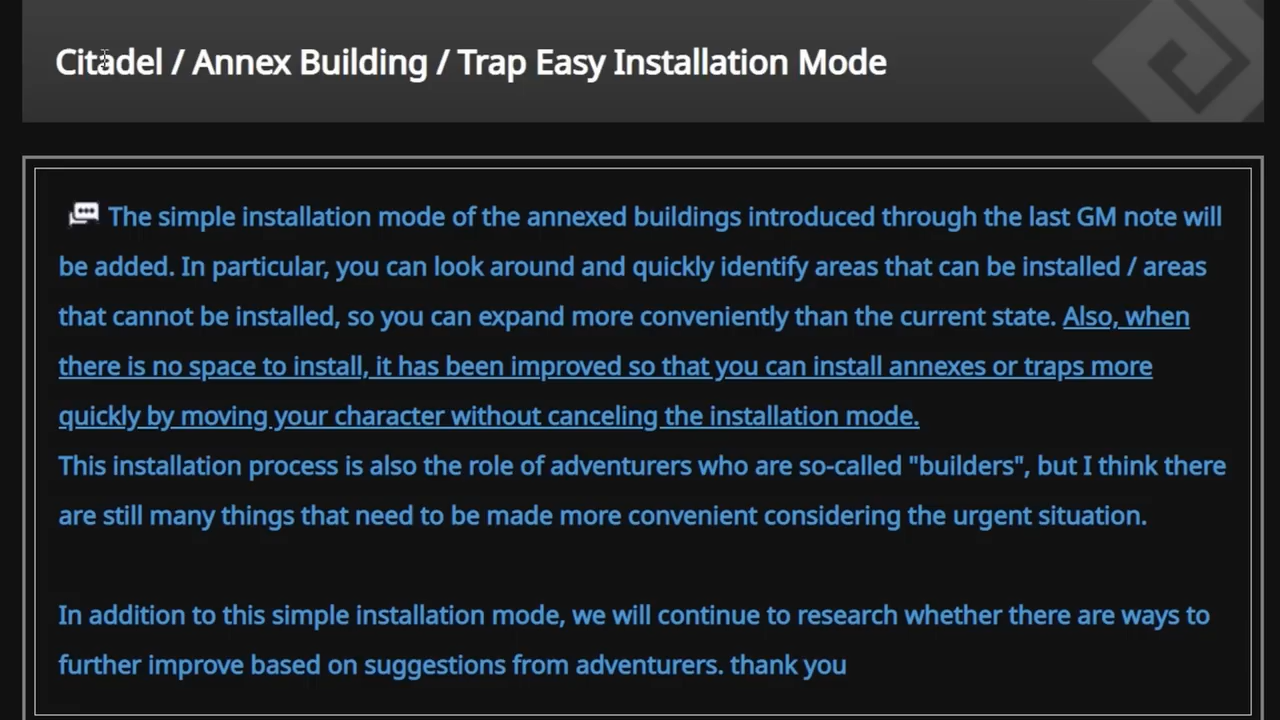 Citadel / Annex Building / Trap Easy Installation Mode
The simple installation mode of the annexed buildings introduced through the last GM note will
be added. In particular, you can look around and quickly identify areas that can be installed / areas
that cannot be installed, so you can expand more conveniently than the current state. Also, when
there is no space to install, it has been improved so that you can install annexes or traps more
quickly by moving your character without canceling the installation mode.
This installation process is also the role of adventurers who are so-called "builders", but I think there
are still many things that need to be made more convenient considering the urgent situation.
In addition to this simple installation mode, we will continue to research whether there are ways to
further improve based on suggestions from adventurers. thank you